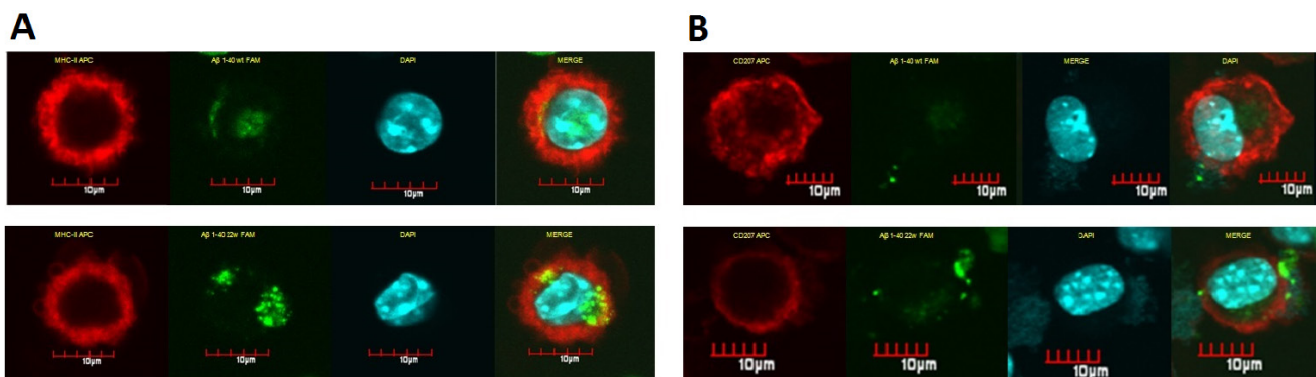 A
B
MHC-II APC
Aβ 1-40 wt FAM
DAPI
MERGE
10µm
10µm
10µm
10µm
CD207 APC
Aβ 1-40 wt FAM
MERGE
DAPI
10µm
10µm
10µm
10µm
MHC-II APC
Aβ 1-40 22w FAM
DAPI
MERGE
10µm
10µm
10µm
10µm
CD207 APC
Aβ 1-40 22w FAM
DAPI
MERGE
10µm
10µm
10µm
10µm